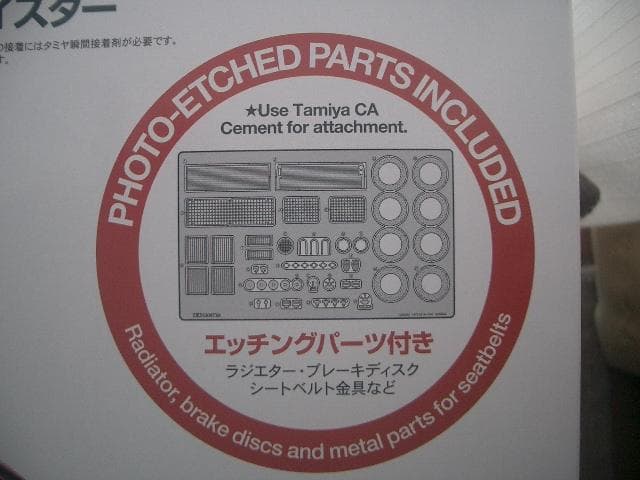 イスター
の接着にはタミヤ瞬間接着剤が必要です。
す。
PHOTO-ETCHED PARTS INCLUDED
★Use Tamiya CA
Cement for attachment.
エッチングパーツ付き
ラジエター・ブレーキディスク
シートベルト金具など
Radiator, brake discs and metal parts for seatbelts